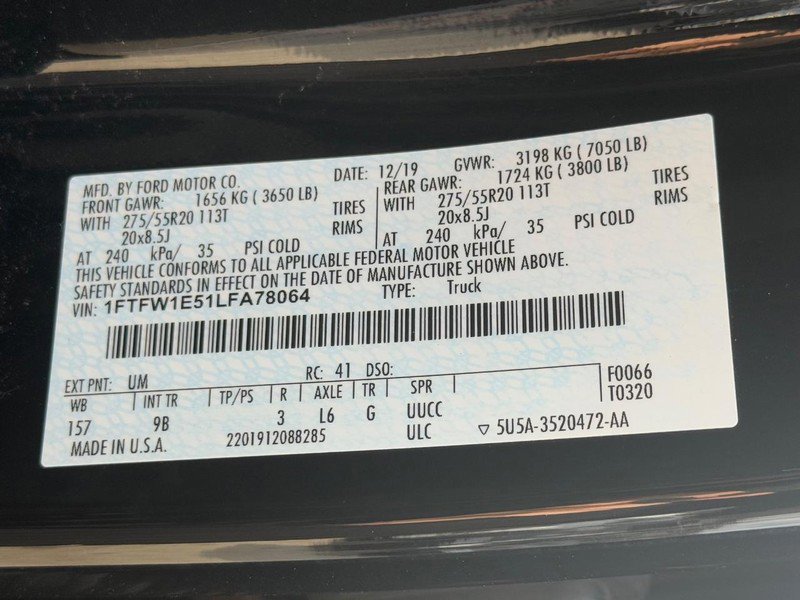 MFD. BY FORD MOTOR CO. DATE: 12/19 GVWR: 3198 KG ( 7050 LB)
FRONT GAWR: 1656 KG ( 3650 LB) REAR GAWR: 1724 KG ( 3800 LB)
WITH 275/55R20 113T TIRES WITH 275/55R20 113T TIRES
20x8.5J RIMS 20x8.5J RIMS
AT 240 kPa/ 35 PSI COLD AT 240 kPa/ 35 PSI COLD
THIS VEHICLE CONFORMS TO ALL APPLICABLE FEDERAL MOTOR VEHICLE
SAFETY STANDARDS IN EFFECT ON THE DATE OF MANUFACTURE SHOWN ABOVE.
VIN: 1FTFW1E51LFA78064 TYPE: Truck
EXT PNT: UM RC: 41 DSO: F0066
WB INT TR TP/PS R AXLE TR SPR T0320
157 9B 3 L6 G UUCC
MADE IN U.S.A. 2201912088285 ULC ▽ 5U5A-3520472-AA